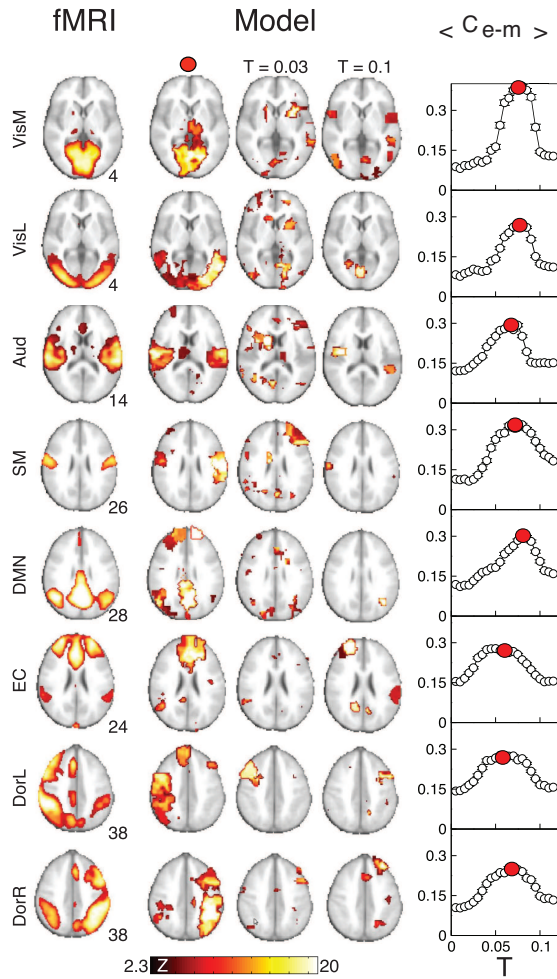 fMRI Model < C e-m >
T = 0.03 T = 0.1
VisM 4 0.3 0.15 0
VisL 4 0.3 0.15 0
Aud 14 0.3 0.15 0
SM 26 0.3 0.15 0
DMN 28 0.3 0.15 0
EC 24 0.3 0.15 0
DorL 38 0.3 0.15 0
DorR 38 0.3 0.15 0
0 0.05 0.1
2.3 Z 20 T